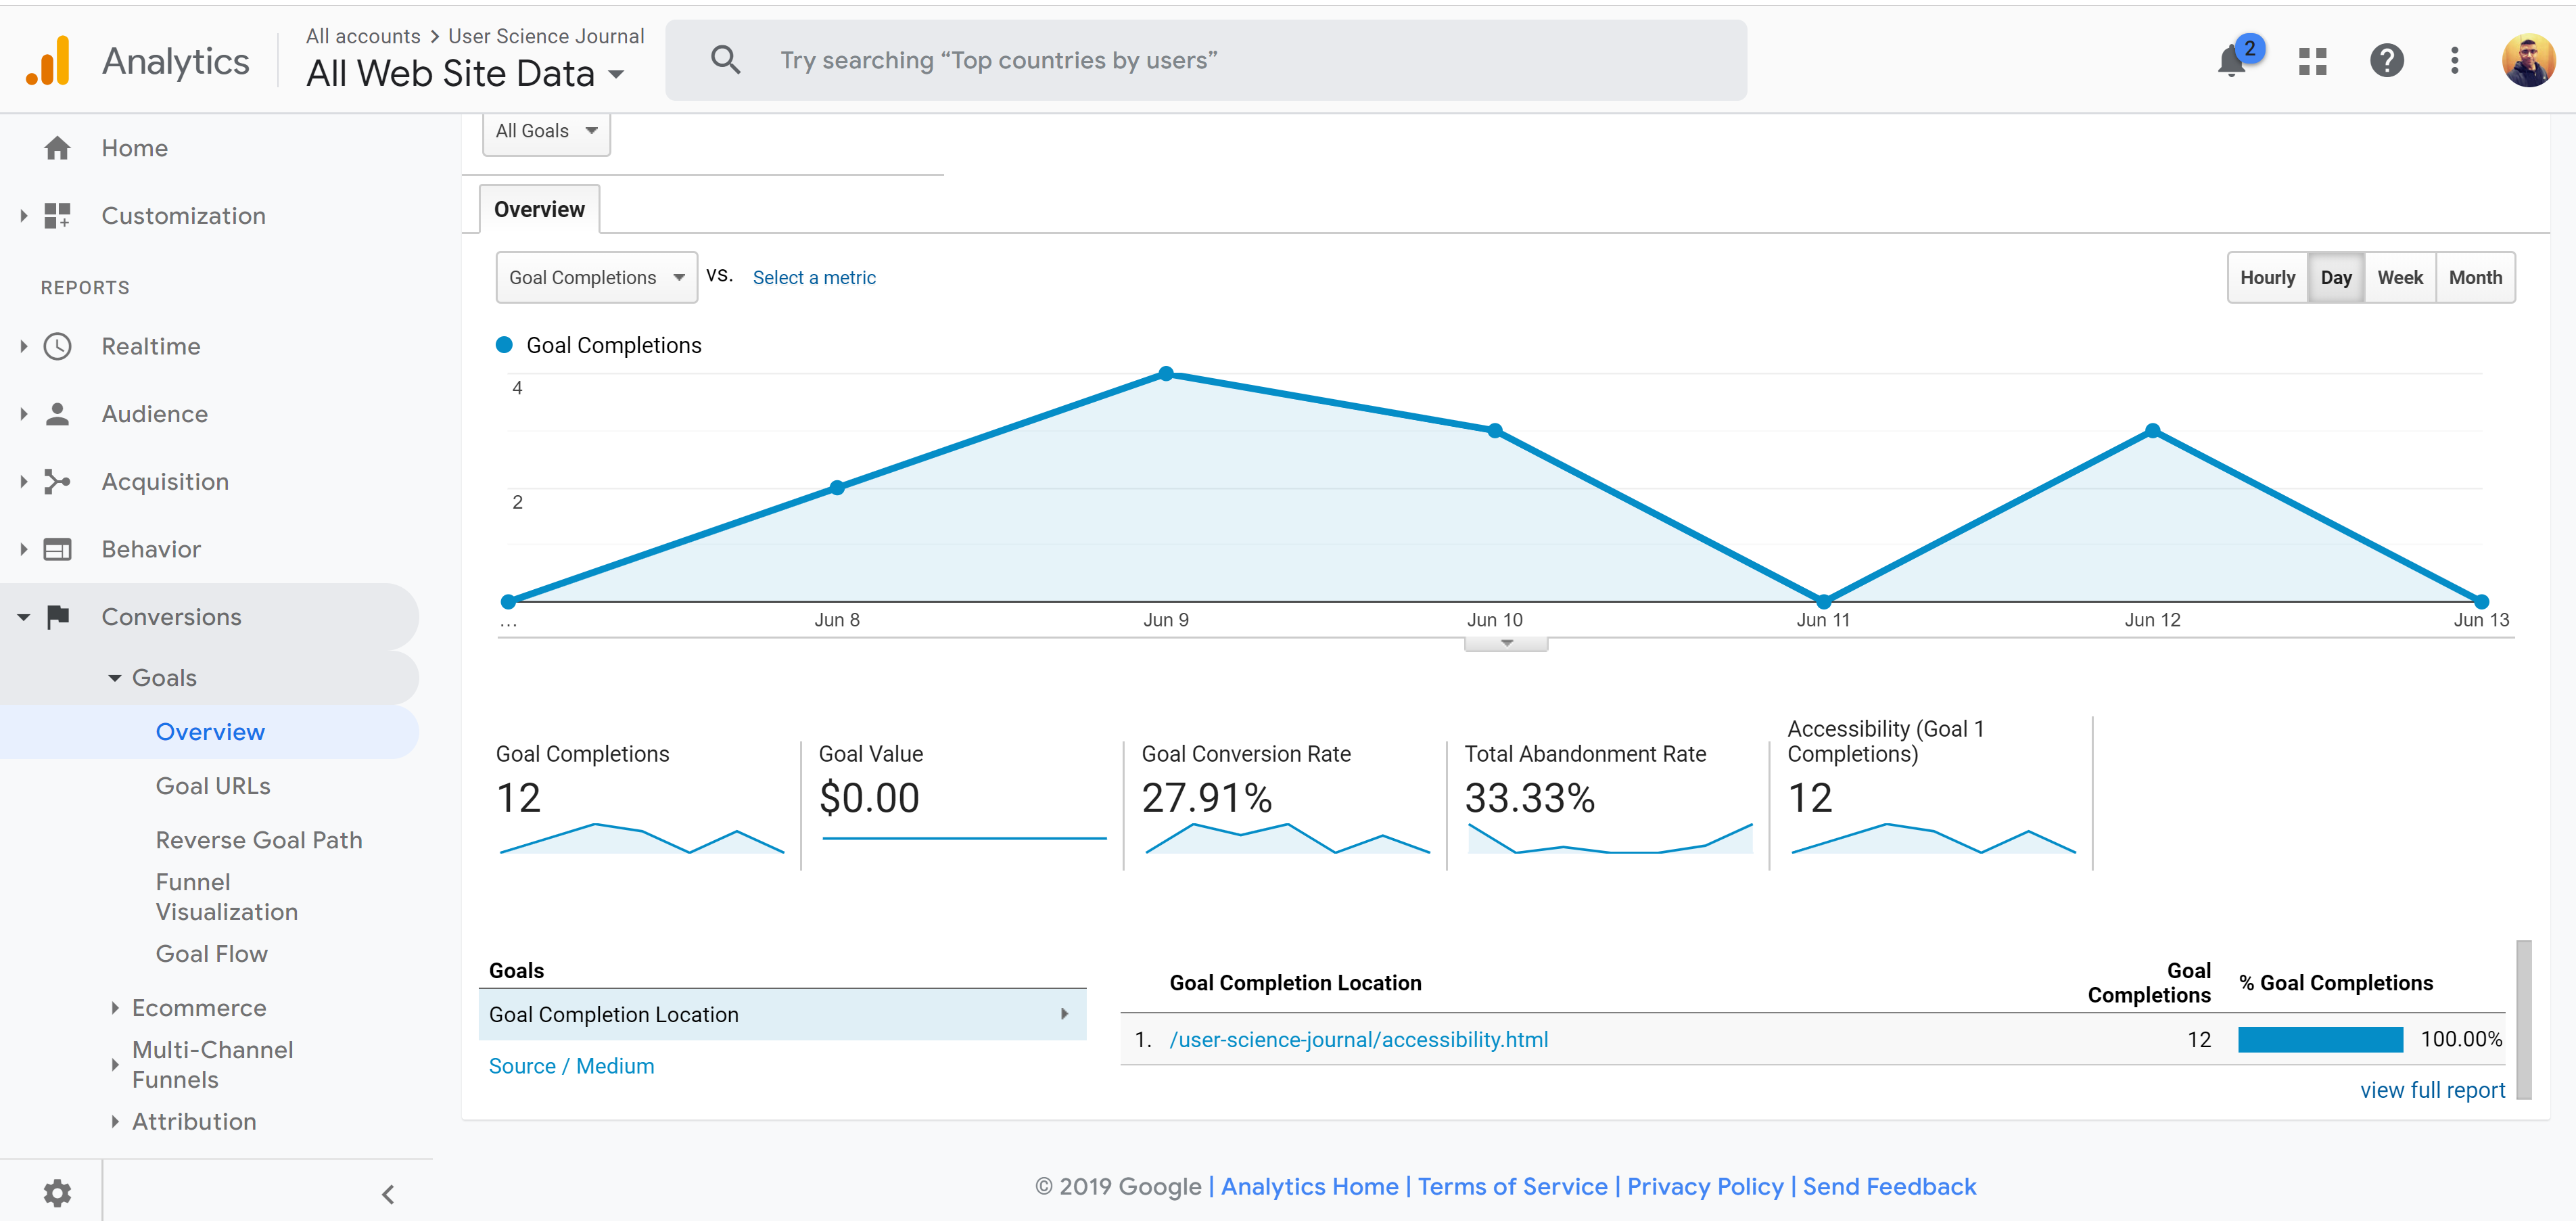 Analytics
All accounts > User Science Journal
All Web Site Data
Try searching “Top countries by users”
2
Home
Customization
REPORTS
Realtime
Audience
Acquisition
Behavior
Conversions
Goals
Overview
Goal URLs
Reverse Goal Path
Funnel
Visualization
Goal Flow
Ecommerce
Multi-Channel
Funnels
Attribution
All Goals
Overview
Goal Completions VS. Select a metric
Hourly Day Week Month
Goal Completions
4
2
... Jun 8 Jun 9 Jun 10 Jun 11 Jun 12 Jun 13
Goal Completions
12
Goal Value
$0.00
Goal Conversion Rate
27.91%
Total Abandonment Rate
33.33%
Accessibility (Goal 1
Completions)
12
Goals
Goal Completion Location
Source / Medium
Goal Completion Location
Goal
Completions
% Goal Completions
1. /user-science-journal/accessibility.html 12 100.00%
view full report
© 2019 Google | Analytics Home | Terms of Service | Privacy Policy | Send Feedback